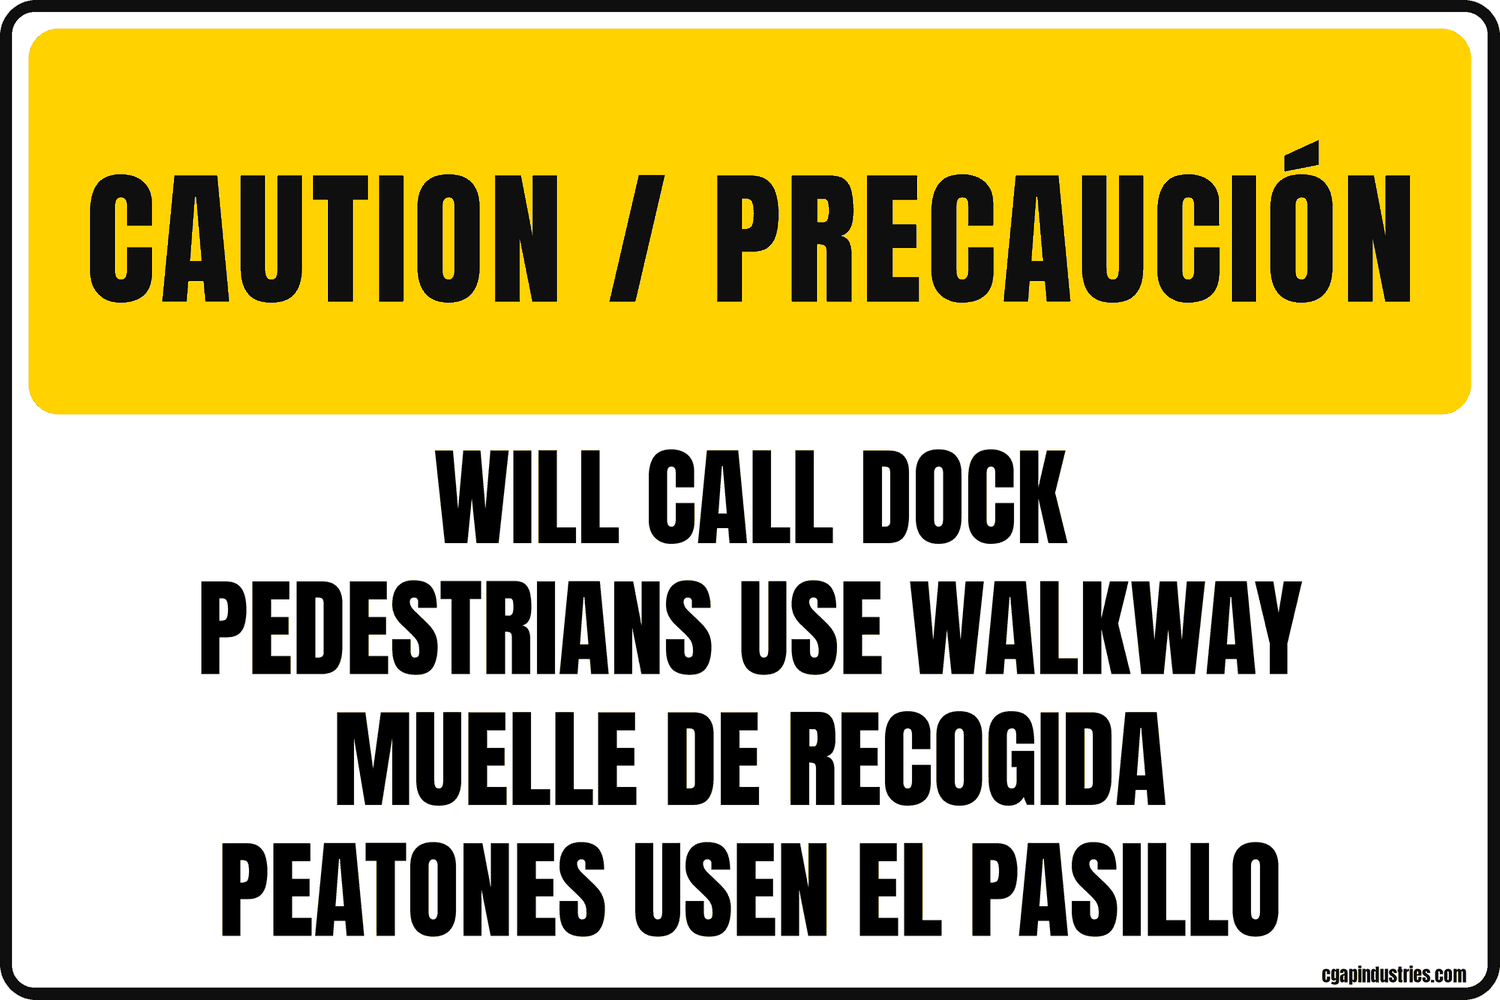 CAUTION / PRECAUCIÓN
WILL CALL DOCK
PEDESTRIANS USE WALKWAY
MUELLE DE RECOGIDA
PEATONES USEN EL PASILLO
cgapindustries.com